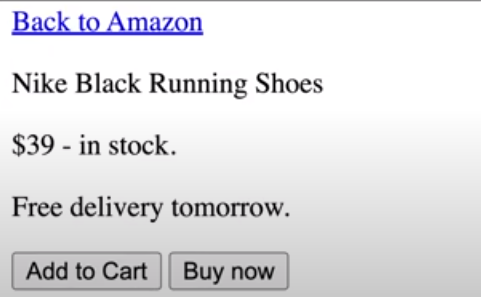 Back to Amazon
Nike Black Running Shoes
$39 - in stock.
Free delivery tomorrow.
Add to Cart Buy now